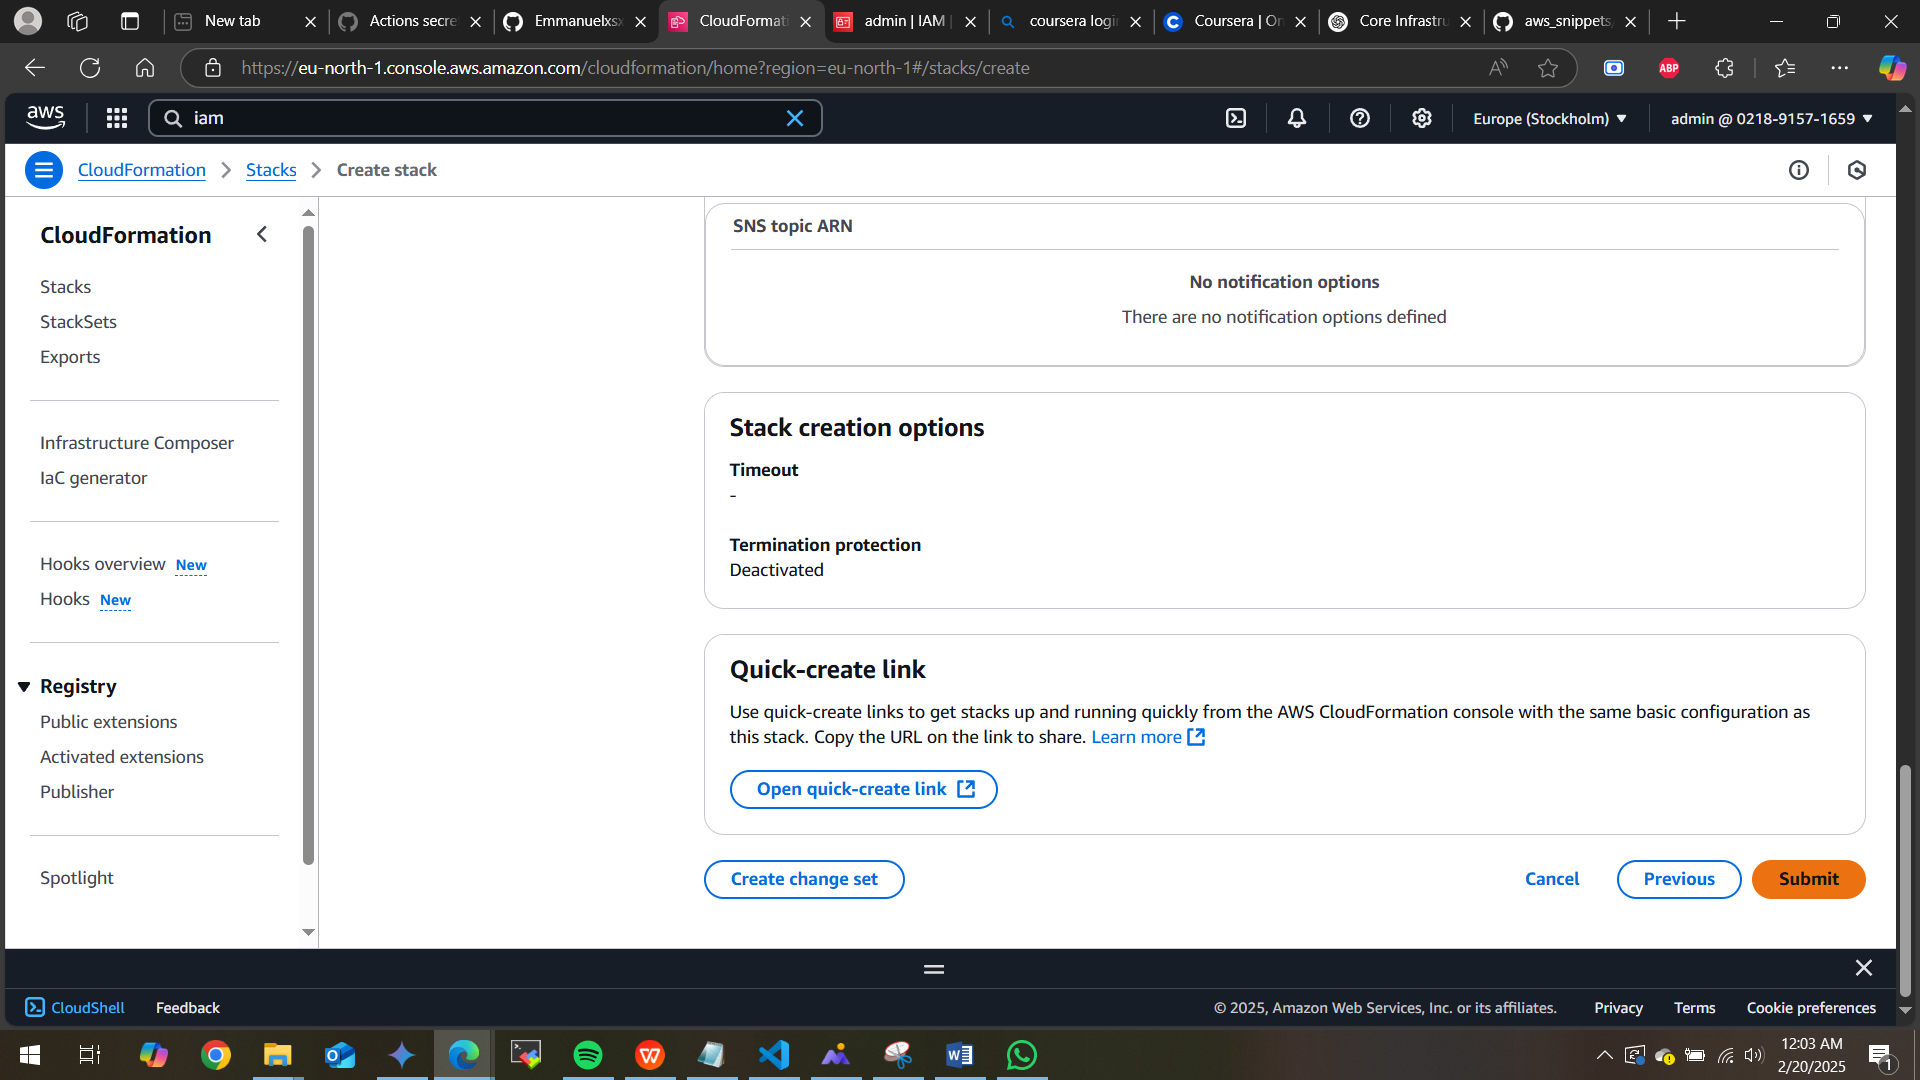 New tab
Actions secre
Emmanuelxsx
CloudFormati
admin | IAM |
coursera login
Coursera | On
Core Infrastru
aws_snippets
https://eu-north-1.console.aws.amazon.com/cloudformation/home?region=eu-north-1#/stacks/create
A
ABP
aws
iam
Europe (Stockholm)
admin @ 0218-9157-1659
CloudFormation
Stacks
Create stack
CloudFormation
Stacks
StackSets
Exports
Infrastructure Composer
IaC generator
Hooks overview New
Hooks New
Registry
Public extensions
Activated extensions
Publisher
Spotlight
SNS topic ARN
No notification options
There are no notification options defined
Stack creation options
Timeout
-
Termination protection
Deactivated
Quick-create link
Use quick-create links to get stacks up and running quickly from the AWS CloudFormation console with the same basic configuration as
this stack. Copy the URL on the link to share. Learn more
Open quick-create link
Create change set
Cancel
Previous
Submit
CloudShell
Feedback
© 2025, Amazon Web Services, Inc. or its affiliates.
Privacy
Terms
Cookie preferences
12:03 AM
2/20/2025
1